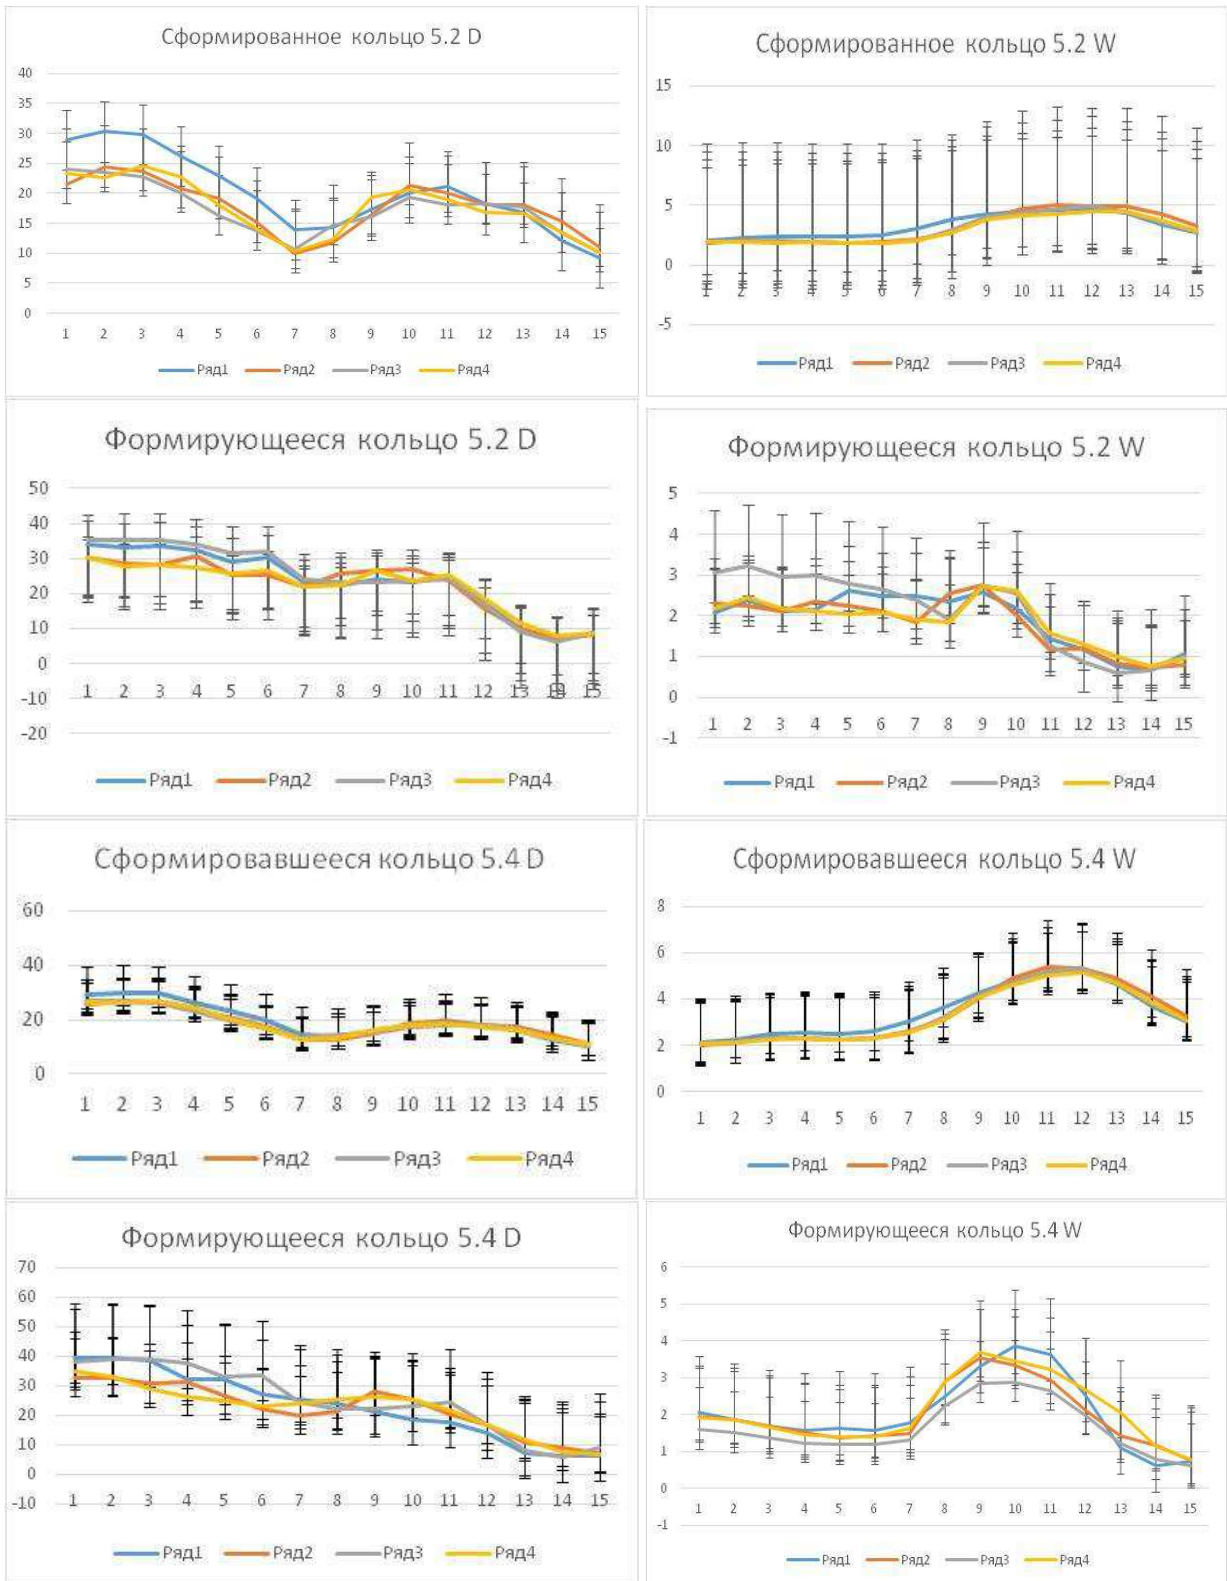 Сформированное кольцо 5.2 D
40
35
30
25
20
15
10
5
0
1 2 3 4 5 6 7 8 9 10 11 12 13 14 15
Ряд1 Ряд2 Ряд3 Ряд4
Сформированное кольцо 5.2 W
15
10
5
0
-5
1 2 3 4 5 6 7 8 9 10 11 12 13 14 15
Ряд1 Ряд2 Ряд3 Ряд4
Формирующееся кольцо 5.2 D
50
40
30
20
10
0
-10
-20
1 2 3 4 5 6 7 8 9 10 11 12 13 14 15
Ряд1 Ряд2 Ряд3 Ряд4
Формирующееся кольцо 5.2 W
5
4
3
2
1
0
-1
1 2 3 4 5 6 7 8 9 10 11 12 13 14 15
Ряд1 Ряд2 Ряд3 Ряд4
Сформировавшееся кольцо 5.4 D
60
40
20
0
1 2 3 4 5 6 7 8 9 10 11 12 13 14 15
Ряд1 Ряд2 Ряд3 Ряд4
Сформировавшееся кольцо 5.4 W
8
6
4
2
0
1 2 3 4 5 6 7 8 9 10 11 12 13 14 15
Ряд1 Ряд2 Ряд3 Ряд4
Формирующееся кольцо 5.4 D
70
60
50
40
30
20
10
0
-10
1 2 3 4 5 6 7 8 9 10 11 12 13 14 15
Ряд1 Ряд2 Ряд3 Ряд4
Формирующееся кольцо 5.4 W
6
5
4
3
2
1
0
-1
1 2 3 4 5 6 7 8 9 10 11 12 13 14 15
Ряд1 Ряд2 Ряд3 Ряд4